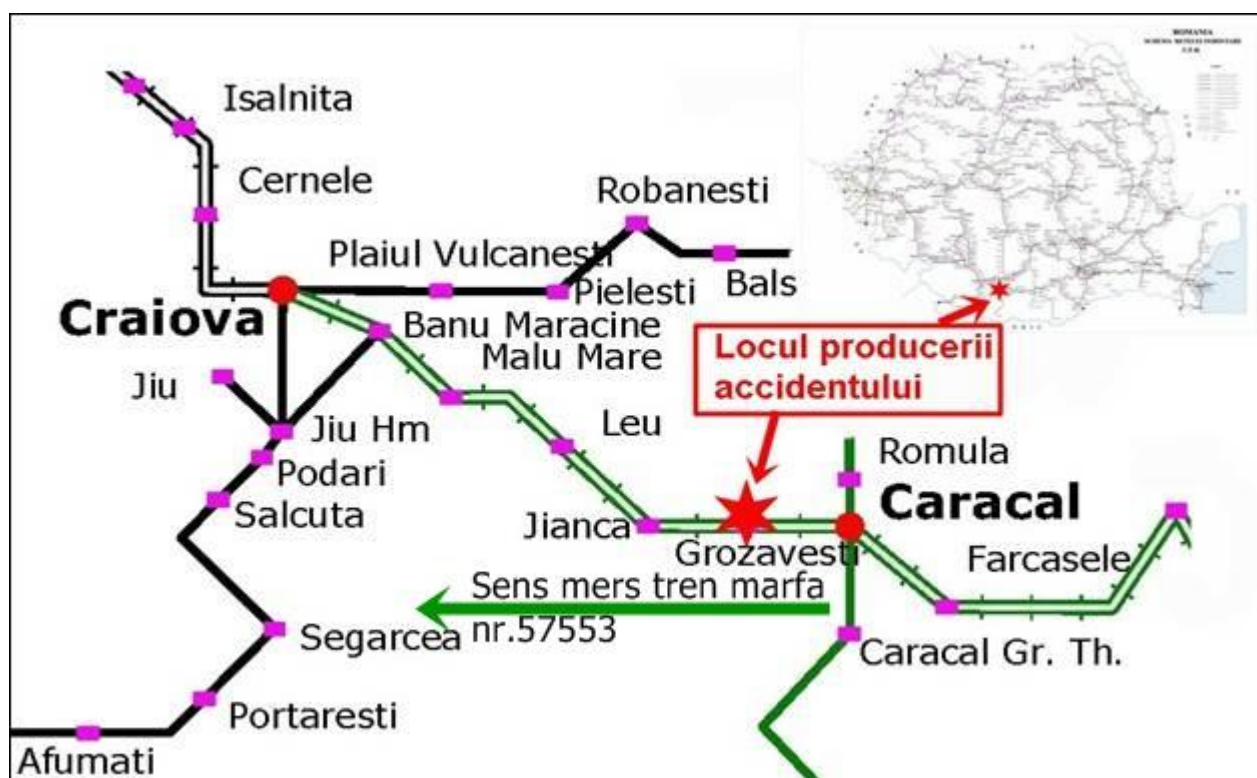 ROMANIA
Isalnita
Cernele
Robanesti
Plaiul Vulcanesti
Pielesti
Bals
Craiova
Banu Maracine
Malu Mare
Locul producerii
accidentului
Jiu
Jiu Hm
Leu
Podari
Romula
Salcuta
Caracal
Jianca
Grozavesti
Farcasele
Sens mers tren marfa
nr.57553
Segarcea
Caracal Gr. Th.
Portaresti
Afumati